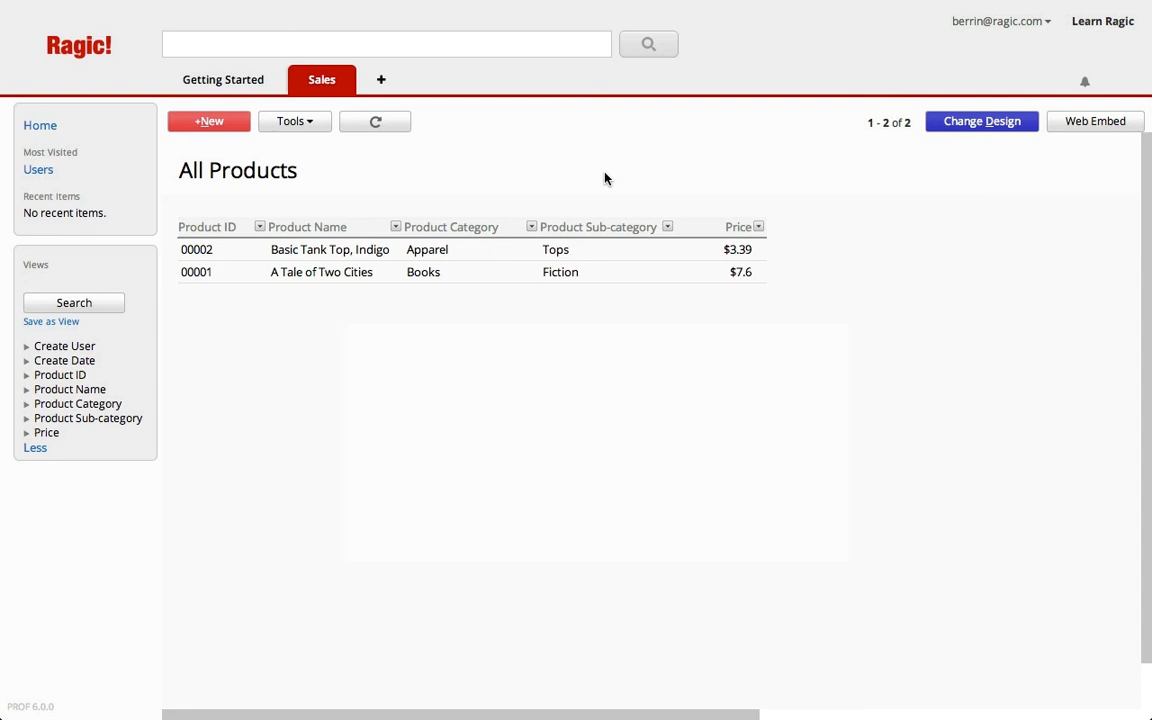 berrin@ragic.com Learn Ragic
Ragic!
Getting Started Sales +
Home
Most Visited
Users
Recent Items
No recent items.
+New Tools 1 - 2 of 2 Change Design Web Embed
All Products
Product ID Product Name Product Category Product Sub-category Price
00002 Basic Tank Top, Indigo Apparel Tops $3.39
00001 A Tale of Two Cities Books Fiction $7.6
Views
Search
Save as View
Create User
Create Date
Product ID
Product Name
Product Category
Product Sub-category
Price
Less
PROF 6.0.0